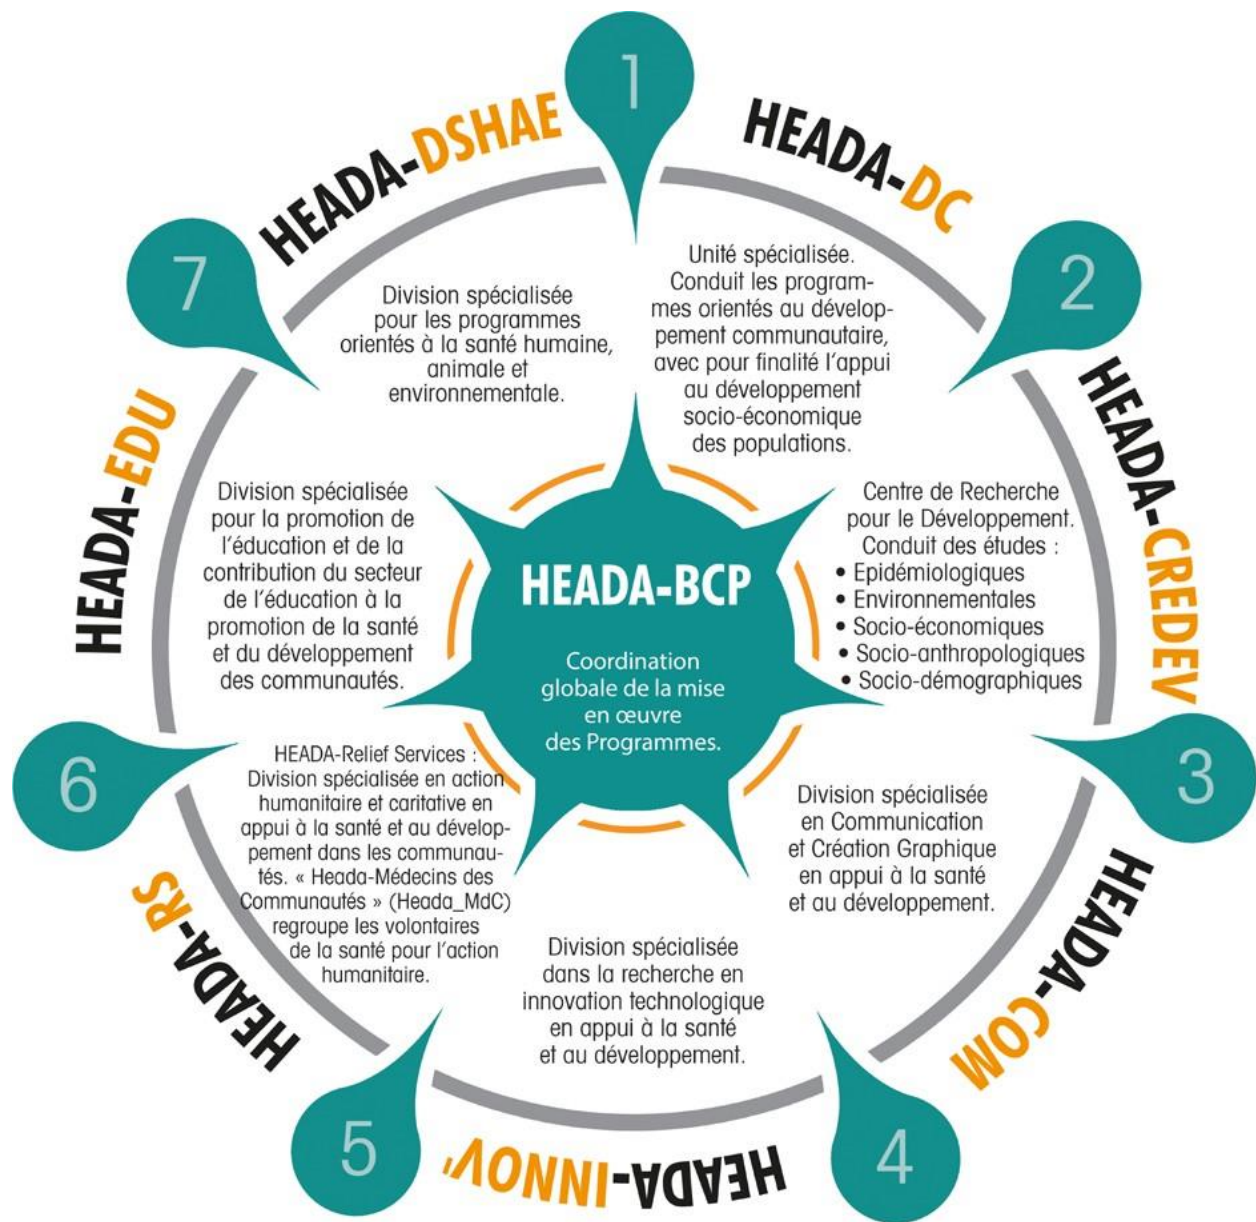 1
HEADA-DC
Unité spécialisée.
Conduit les program-
mes orientés au dévelop-
pement communautaire,
avec pour finalité l'appui
au développement
socio-économique
des populations.
2
HEADA-CREDEV
Centre de Recherche
pour le Développement.
Conduit des études :
• Epidémiologiques
• Environnementales
• Socio-économiques
• Socio-anthropologiques
• Socio-démographiques
3
HEADA-COM
Division spécialisée
en Communication
et Création Graphique
en appui à la santé
et au développement.
4
HEADA-INNOV'
Division spécialisée
dans la recherche en
innovation technologique
en appui à la santé
et au développement.
5
HEADA-RS
HEADA-Relief Services :
Division spécialisée en action
humanitaire et caritative en
appui à la santé et au dévelop-
pement dans les communau-
tés. « Heada-Médecins des
Communautés » (Heada_MdC)
regroupe les volontaires
de la santé pour l'action
humanitaire.
6
HEADA-EDU
Division spécialisée
pour la promotion de
l'éducation et de la
contribution du secteur
de l'éducation à la
promotion de la santé
et du développement
des communautés.
7
HEADA-DSHAE
Division spécialisée
pour les programmes
orientés à la santé humaine,
animale et
environnementale.
HEADA-BCP
Coordination
globale de la mise
en œuvre
des Programmes.